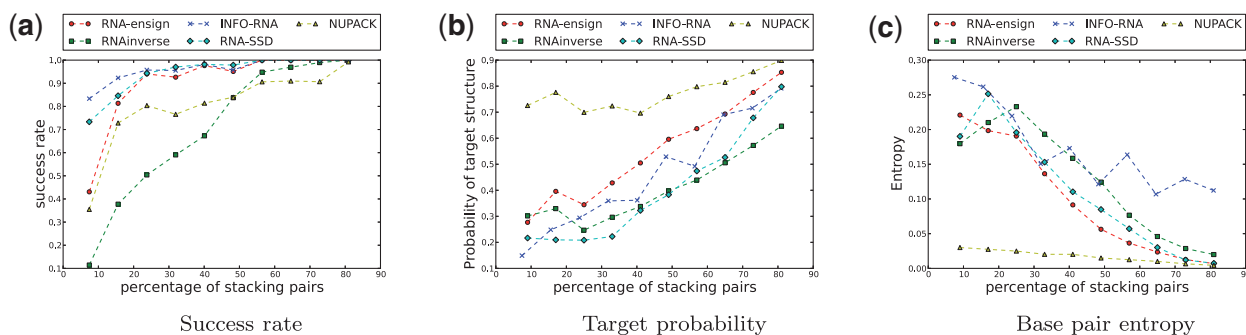 (a)
RNA-ensign
INFO-RNA
NUPACK
RNAinverse
RNA-SSD
1.0
0.9
0.8
0.7
0.6
0.5
0.4
0.3
0.2
0.1
success rate
0 10 20 30 40 50 60 70 80 90
percentage of stacking pairs
Success rate
(b)
RNA-ensign
INFO-RNA
NUPACK
RNAinverse
RNA-SSD
0.9
0.8
0.7
0.6
0.5
0.4
0.3
0.2
0.1
Probability of target structure
0 10 20 30 40 50 60 70 80 90
percentage of stacking pairs
Target probability
(c)
RNA-ensign
INFO-RNA
NUPACK
RNAinverse
RNA-SSD
0.30
0.25
0.20
0.15
0.10
0.05
0.00
Entropy
0 10 20 30 40 50 60 70 80 9
percentage of stacking pairs
Base pair entropy